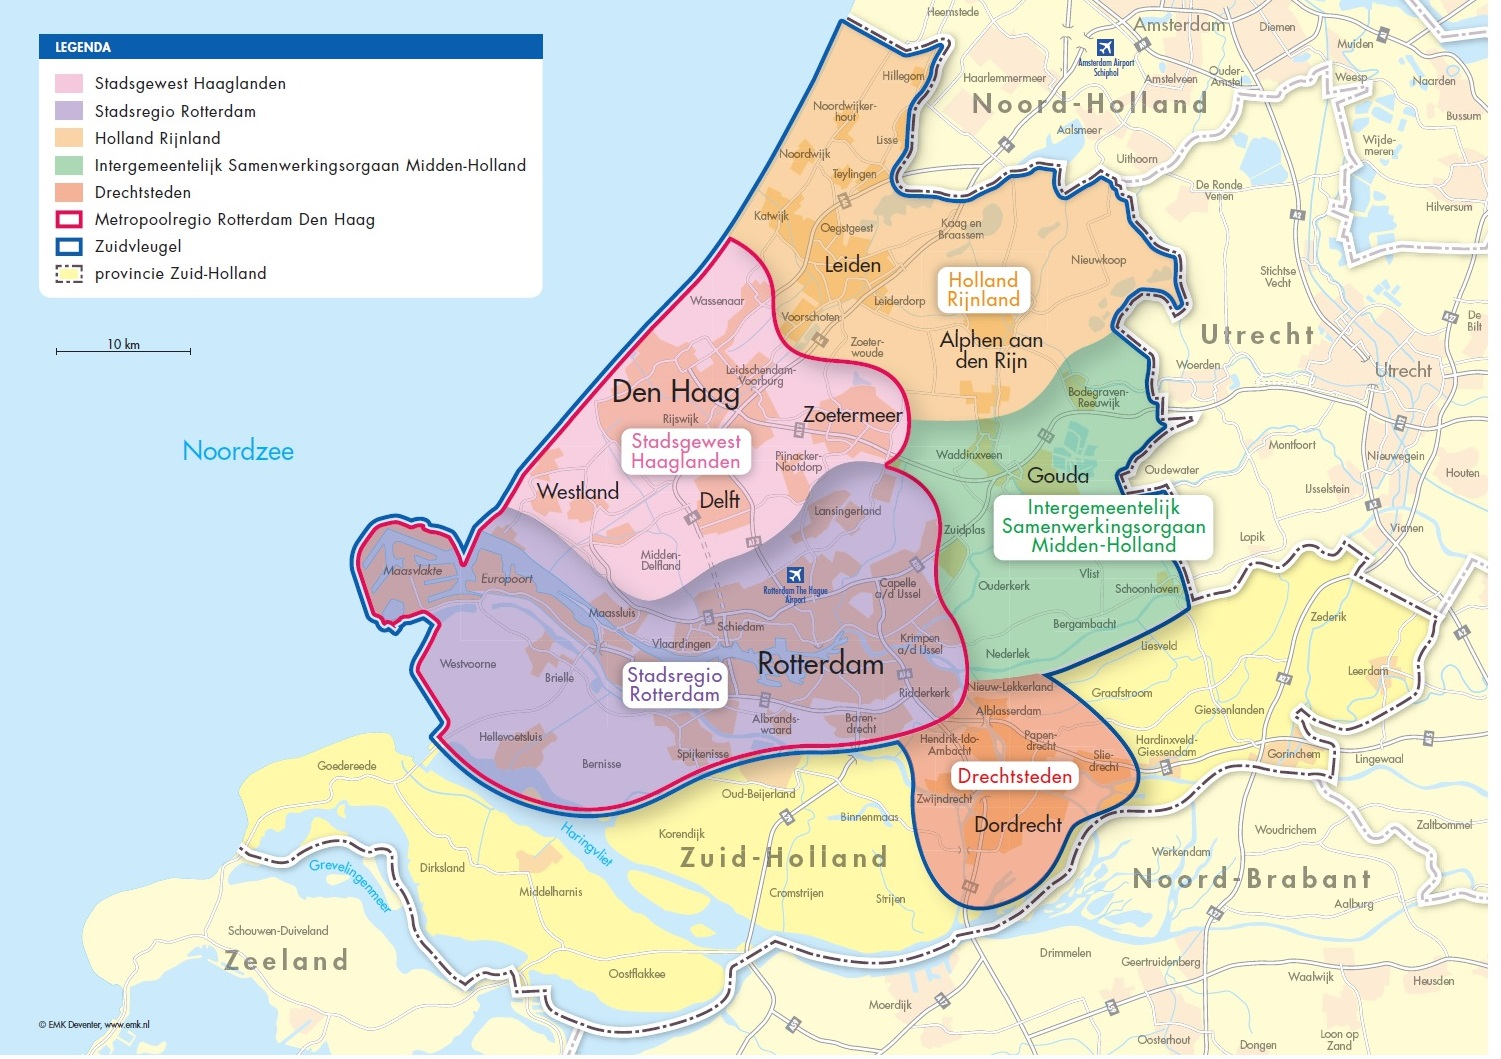 LEGENDA
Stadsgewest Haaglanden
Stadsregio Rotterdam
Holland Rijnland
Intergemeentelijk Samenwerkingsorgaan Midden-Holland
Drechtsteden
Metropoolregio Rotterdam Den Haag
Zuidvleugel
provincie Zuid-Holland
10 km
Noordzee
Heemstede
Amsterdam
Diemen
Muiden
Amsterdam Airport
Schiphol
Hillegom
Haarlemmermeer
Amstelveen
Ouder-
Amstel
Weesp
Naarden
Noord-Holland
Noordwijker-
hout
Bussum
Lisse
Aalsmeer
Wijde-
meren
Noordwijk
Uithoorn
Teylingen
De Ronde
Venen
Hilversum
Katwijk
Oegstgeest
Kaag en
Braassem
A2
Leiden
Nieuwkoop
Stichtse
Vecht
Holland
Rijnland
Wassenaar
Leiderdorp
Voorschoten
De
Bilt
Utrecht
Zoeter-
woude
Alphen aan
den Rijn
Woerden
Utrecht
Leidschendam-
Voorburg
Den Haag
Bodegraven-
Reeuwijk
Rijswijk
Zoetermeer
Stadsgewest
Haaglanden
Montfoort
Waddinxveen
Nieuwegein
Pijnacker-
Nootdorp
Gouda
Oudewater
Houten
Westland
Delft
IJsselstein
Lansingerland
Intergemeentelijk
Samenwerkingsorgaan
Midden-Holland
Zuidplas
Vianen
Lopik
Midden-
Delfland
Maasvlakte
Europoort
Rotterdam The Hague
Airport
Capelle
a/d IJssel
Ouderkerk
Vlist
Schoonhoven
Maassluis
Schiedam
Bergambacht
Zederik
Vlaardingen
Krimpen
a/d IJssel
Liesveld
Nederlek
Westvoorne
Rotterdam
Brielle
Stadsregio
Rotterdam
Leerdam
Ridderkerk
Nieuw-Lekkerland
Graafstroom
Alblasserdam
Giessenlanden
Albrands-
waard
Baren-
drecht
Hellevoetsluis
Hendrik-Ido-
Ambacht
Papen-
drecht
Hardinxveld-
Giessendam
Spijkenisse
Slie-
drecht
Gorinchem
Lingewaal
Bernisse
Goedereede
Drechtsteden
Oud-Beijerland
Zwijndrecht
Binnenmaas
Dordrecht
Zaltbommel
Haringvliet
Korendijk
Woudrichem
Zuid-Holland
Werkendam
Grevelingenmeer
Dirksland
Noord-Brabant
Middelharnis
Cromstrijen
Strijen
Aalburg
Schouwen-Duiveland
Zeeland
Drimmelen
Geertruidenberg
Oostflakkee
Waalwijk
Heusden
Moerdijk
© EMK Deventer, www.emk.nl
Oosterhout
Loon op
Zand
Dongen